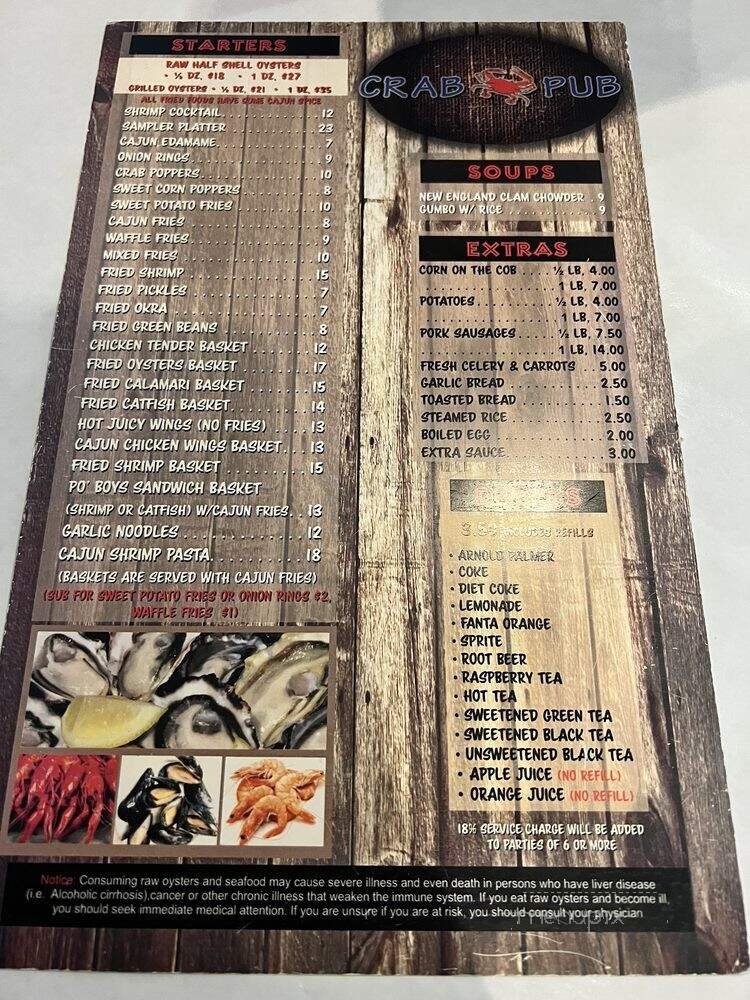 STARTERS
RAW HALF SHELL OYSTERS
• ½ DZ, $18 • 1 DZ, $27
GRILLED OYSTERS • ½ DZ, $21 • 1 DZ, $35
ALL FRIED FOODS HAVE SOME CAJUN SPICE
SHRIMP COCKTAIL 12
SAMPLER PLATTER 23
CAJUN EDAMAME 7
ONION RINGS 9
CRAB POPPERS 10
SWEET CORN POPPERS 8
SWEET POTATO FRIES 10
CAJUN FRIES 8
WAFFLE FRIES 9
MIXED FRIES 10
FRIED SHRIMP 15
FRIED PICKLES 7
FRIED OKRA 7
FRIED GREEN BEANS 8
CHICKEN TENDER BASKET 12
FRIED OYSTERS BASKET 17
FRIED CALAMARI BASKET 15
FRIED CATFISH BASKET 14
HOT JUICY WINGS (NO FRIES) 13
CAJUN CHICKEN WINGS BASKET... 13
FRIED SHRIMP BASKET 15
PO' BOYS SANDWICH BASKET
(SHRIMP OR CATFISH) W/CAJUN FRIES.. 13
GARLIC NOODLES 12
CAJUN SHRIMP PASTA 18
(BASKETS ARE SERVED WITH CAJUN FRIES)
(SUB FOR SWEET POTATO FRIES OR ONION RINGS $2,
WAFFLE FRIES $1)
CRAB PUB
SOUPS
NEW ENGLAND CLAM CHOWDER . 9
GUMBO W/ RICE 9
EXTRAS
CORN ON THE COB .... ½ LB, 4.00
1 LB, 7.00
POTATOES ½ LB, 4.00
1 LB, 7.00
PORK SAUSAGES ½ LB, 7.50
1 LB, 14.00
FRESH CELERY & CARROTS .. 5.00
GARLIC BREAD 2.50
TOASTED BREAD 1.50
STEAMED RICE 2.50
BOILED EGG 2.00
EXTRA SAUCE 3.00
INCLUDES REFILLS
• ARNOLD PALMER
• COKE
• DIET COKE
• LEMONADE
• FANTA ORANGE
• SPRITE
• ROOT BEER
• RASPBERRY TEA
• HOT TEA
• SWEETENED GREEN TEA
• SWEETENED BLACK TEA
• UNSWEETENED BLACK TEA
• APPLE JUICE (NO REFILL)
• ORANGE JUICE (NO REFILL)
18% SERVICE CHARGE WILL BE ADDED
TO PARTIES OF 6 OR MORE
Notice: Consuming raw oysters and seafood may cause severe illness and even death in persons who have liver disease
(i.e. Alcoholic cirrhosis),cancer or other chronic illness that weaken the immune system. If you eat raw oysters and become ill,
you should seek immediate medical attention. If you are unsure if you are at risk, you should consult your physician
menupix